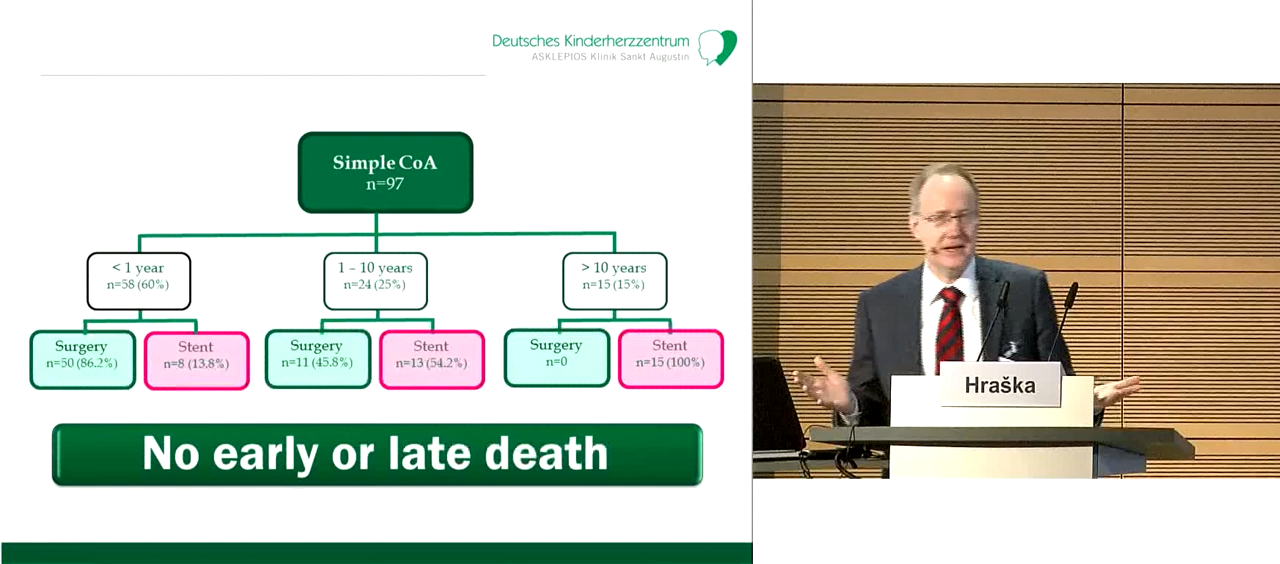 Deutsches Kinderherzzentrum
ASKLEPIOS Klinik Sankt Augustin
Simple CoA
n=97
< 1 year
n=58 (60%)
1 – 10 years
n=24 (25%)
> 10 years
n=15 (15%)
Surgery
n=50 (86.2%)
Stent
n=8 (13.8%)
Surgery
n=11 (45.8%)
Stent
n=13 (54.2%)
Surgery
n=0
Stent
n=15 (100%)
No early or late death
Hraška